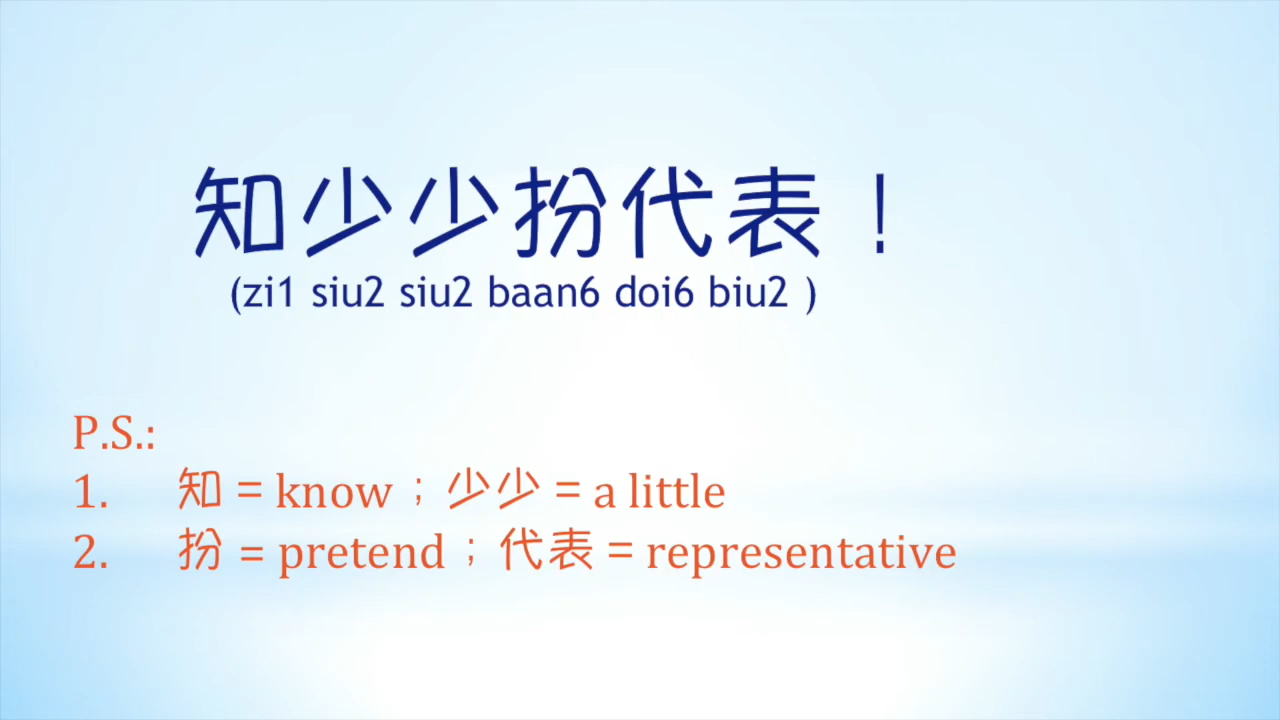 知少少扮代表！
(zi1 siu2 siu2 baan6 doi6 biu2 )
P.S.:
1. 知 = know；少少 = a little
2. 扮 = pretend；代表 = representative